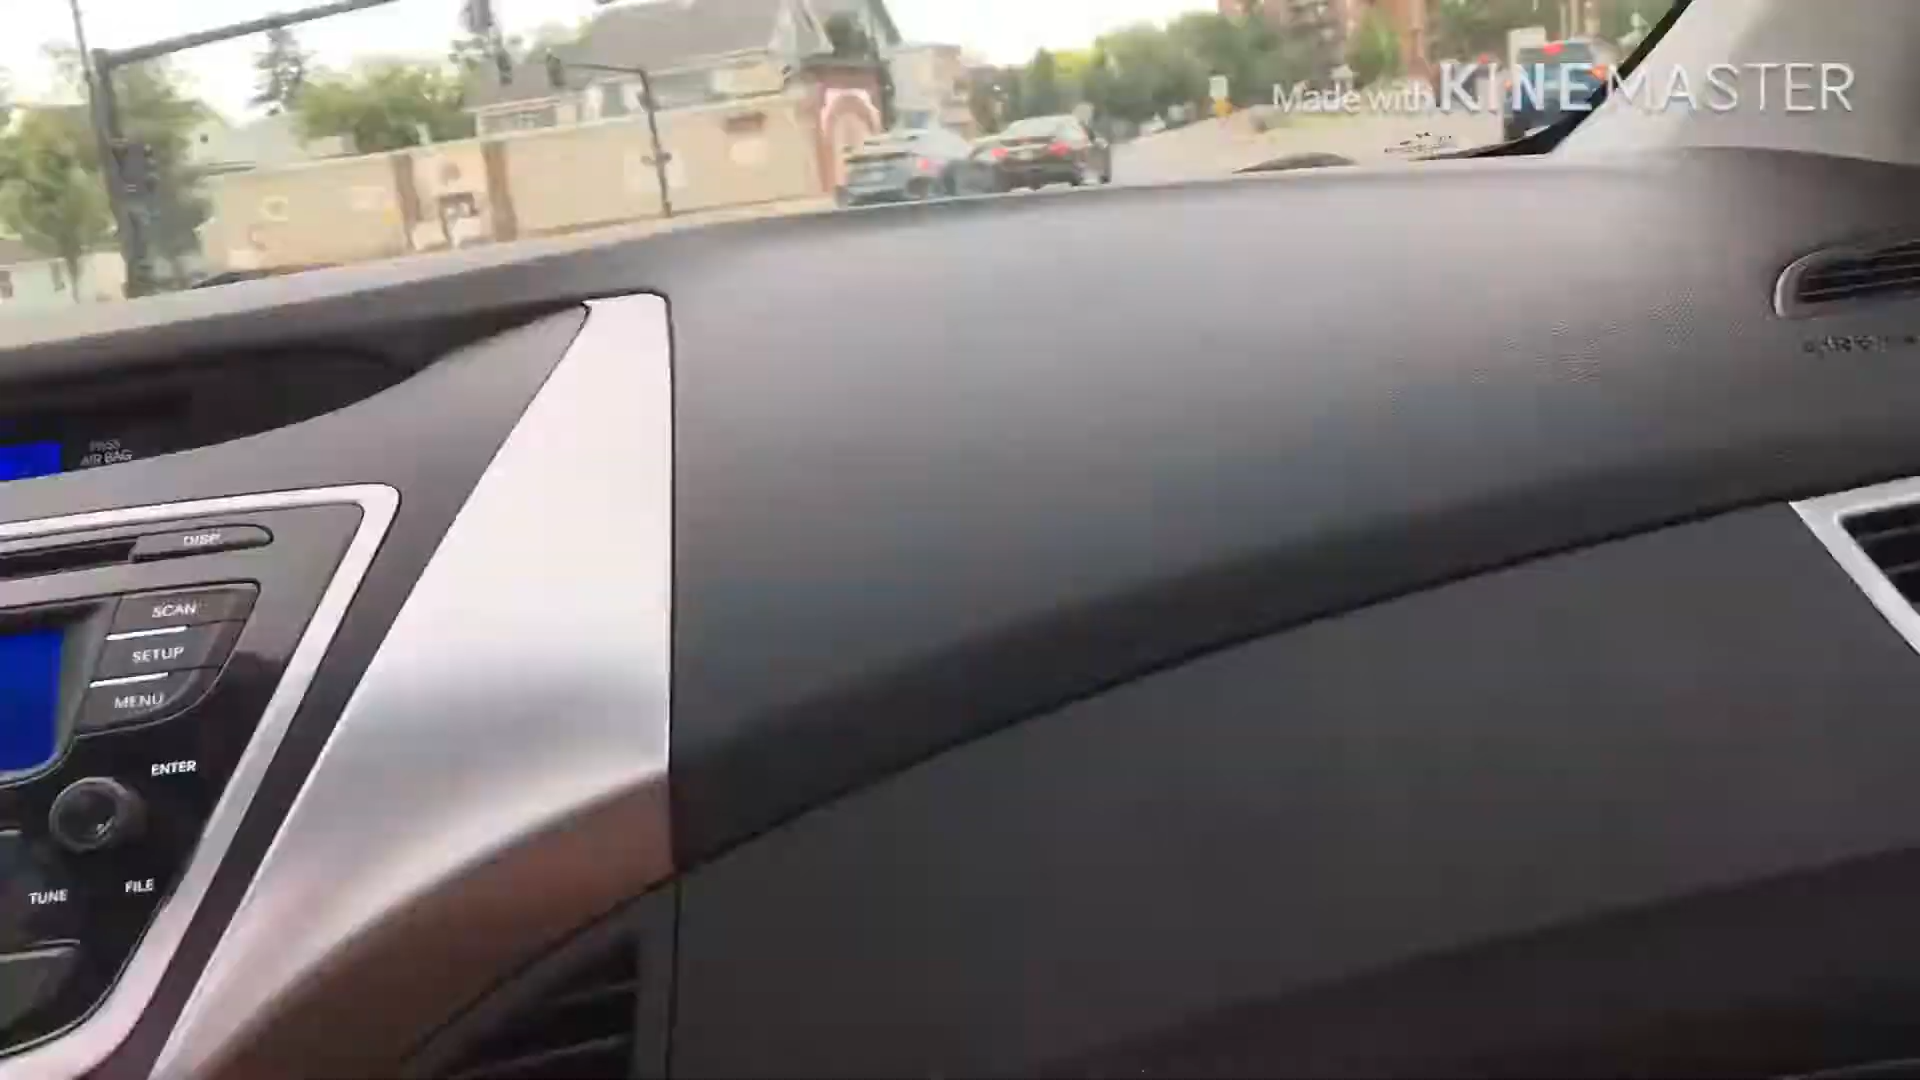 Made with KINEMASTER
PASS
AIR BAG
DISP
SCAN
SETUP
MENU
ENTER
TUNE
FILE